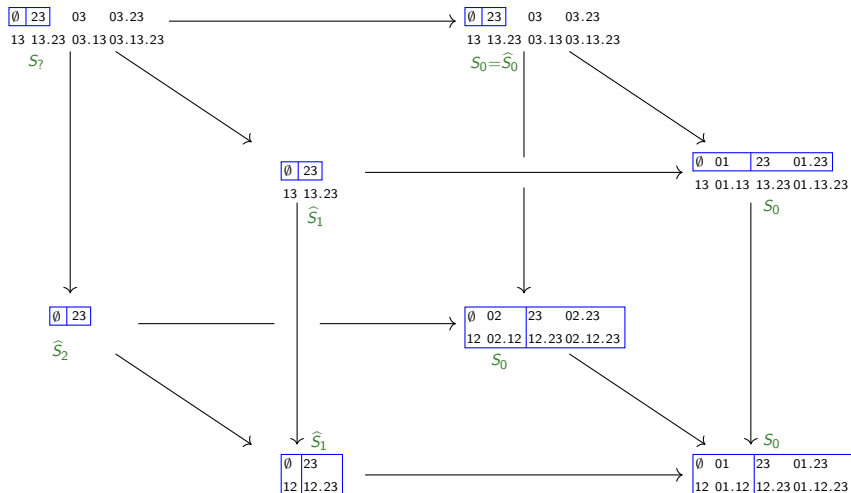 ∅ 23 03 03.23
13 13.23 03.13 03.13.23
S?
∅ 23 03 03.23
13 13.23 03.13 03.13.23
S₀=Ŝ₀
∅ 23
13 13.23
Ŝ₁
∅ 01 23 01.23
13 01.13 13.23 01.13.23
S₀
∅ 23
Ŝ₂
∅ 02 23 02.23
12 02.12 12.23 02.12.23
S₀
Ŝ₁
∅ 23
12 12.23
S₀
∅ 01 23 01.23
12 01.12 12.23 01.12.23